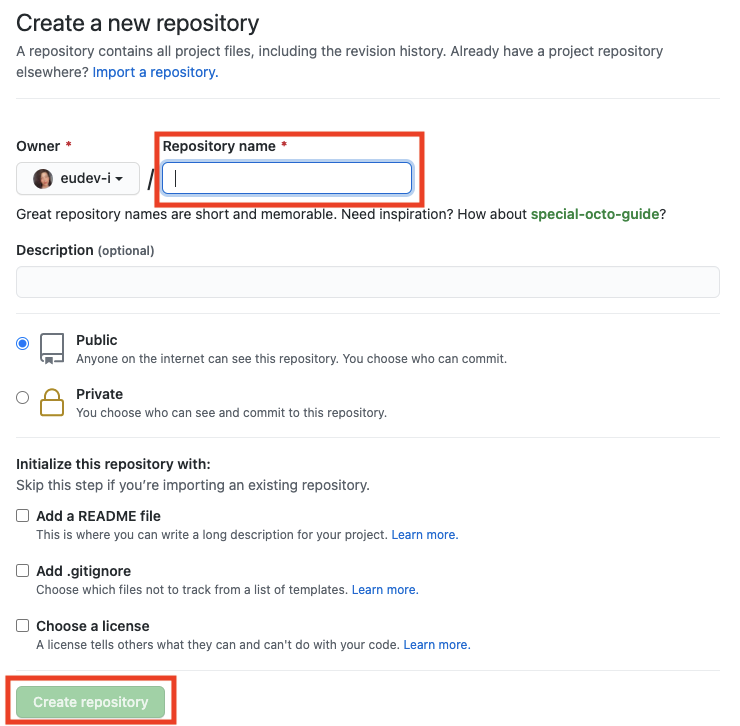 Create a new repository
A repository contains all project files, including the revision history. Already have a project repository
elsewhere? Import a repository.
Owner * Repository name *
eudev-i /
Great repository names are short and memorable. Need inspiration? How about special-octo-guide?
Description (optional)
Public
Anyone on the internet can see this repository. You choose who can commit.
Private
You choose who can see and commit to this repository.
Initialize this repository with:
Skip this step if you’re importing an existing repository.
Add a README file
This is where you can write a long description for your project. Learn more.
Add .gitignore
Choose which files not to track from a list of templates. Learn more.
Choose a license
A license tells others what they can and can't do with your code. Learn more.
Create repository